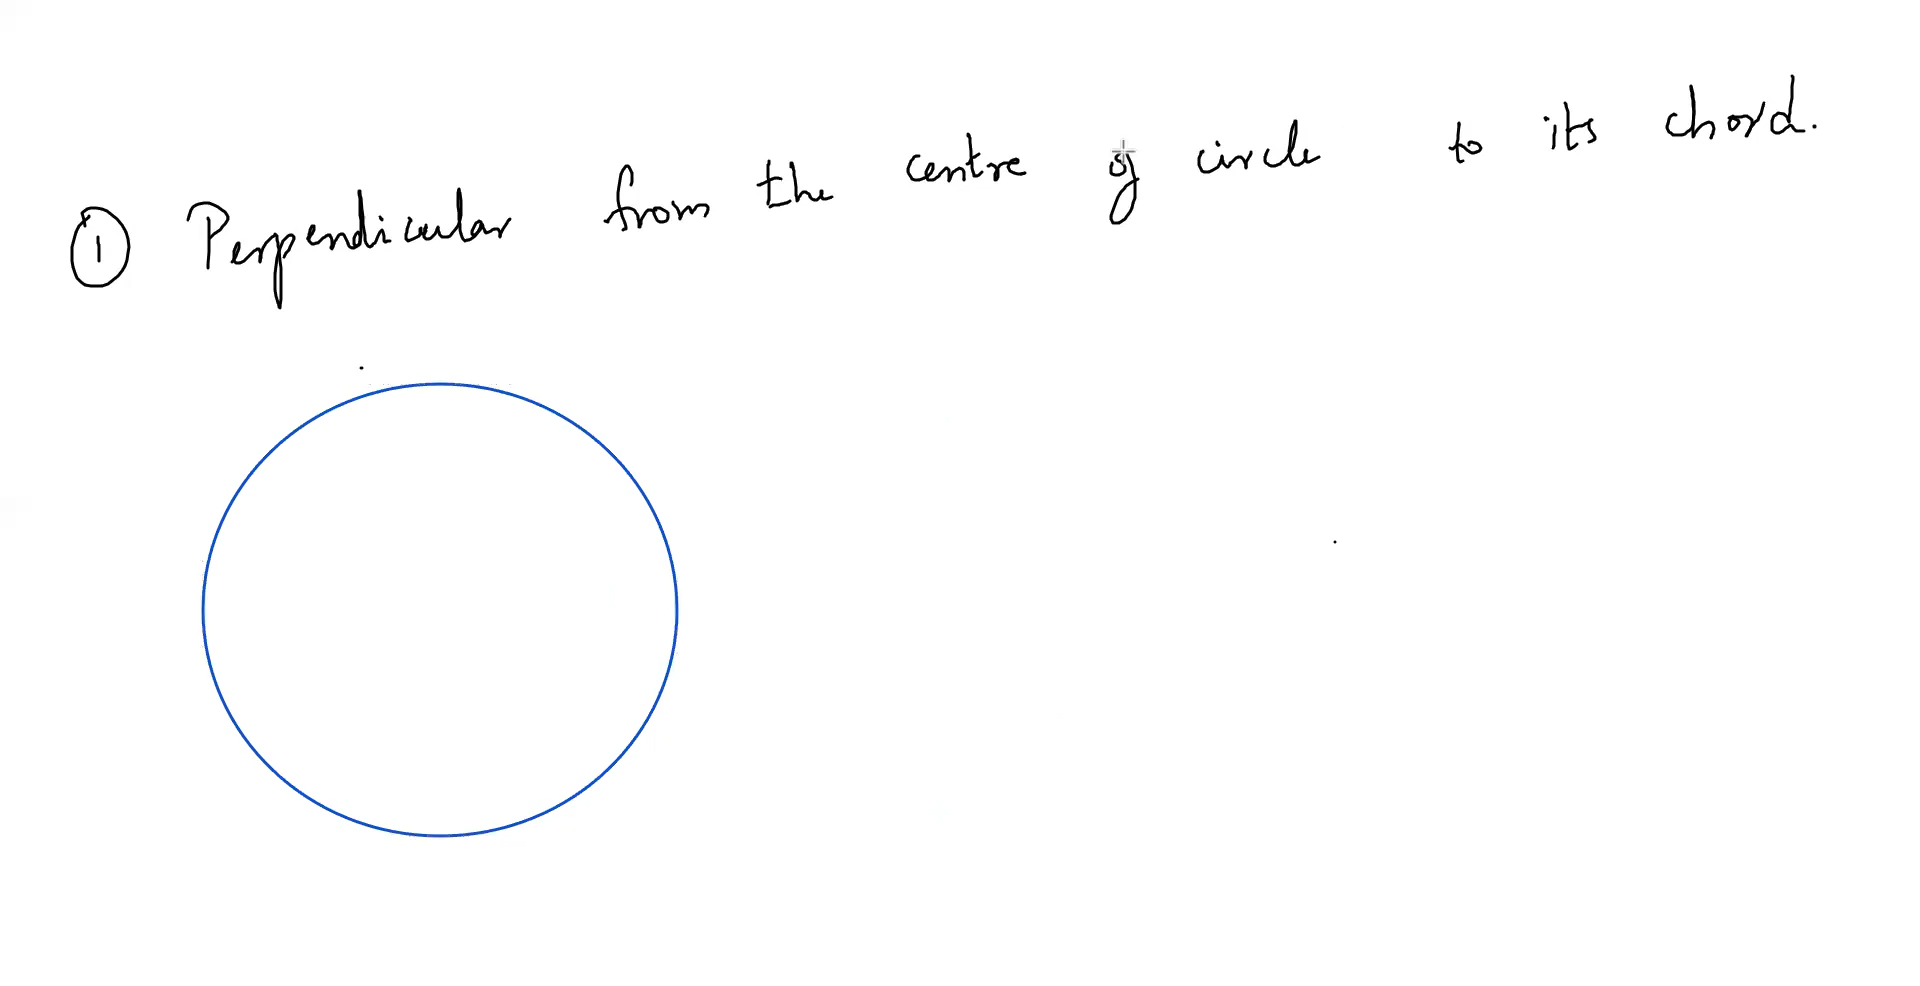 ① Perpendicular from the centre of circle to its chord.